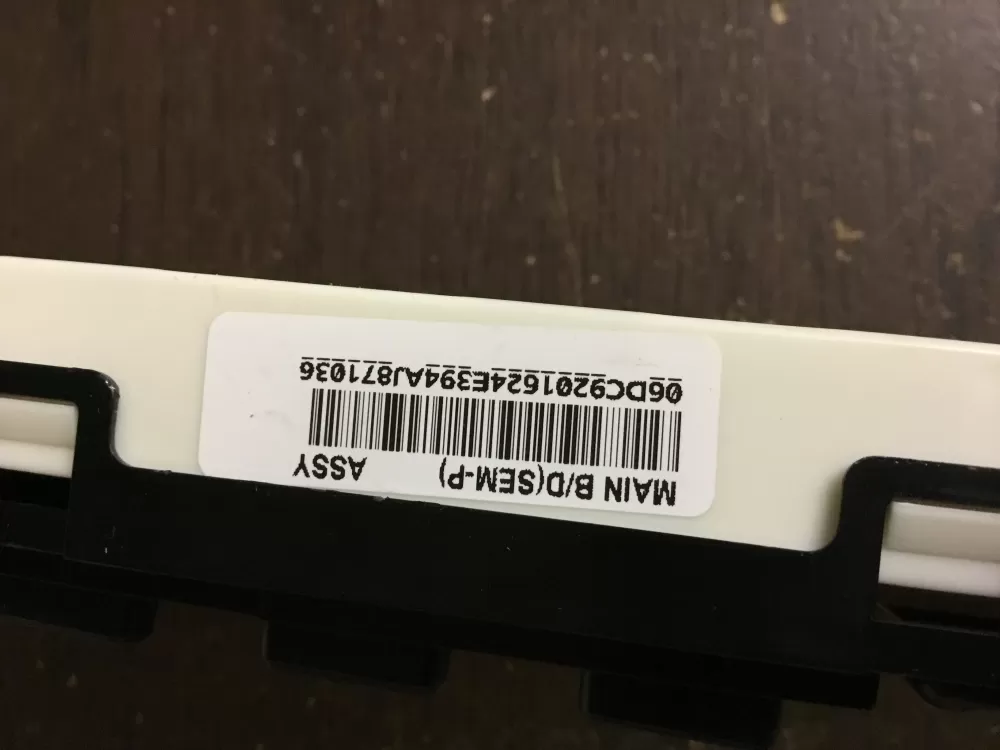 MAIN B/D(SEM-P) ASSY
06DC9201624E394AJ871036